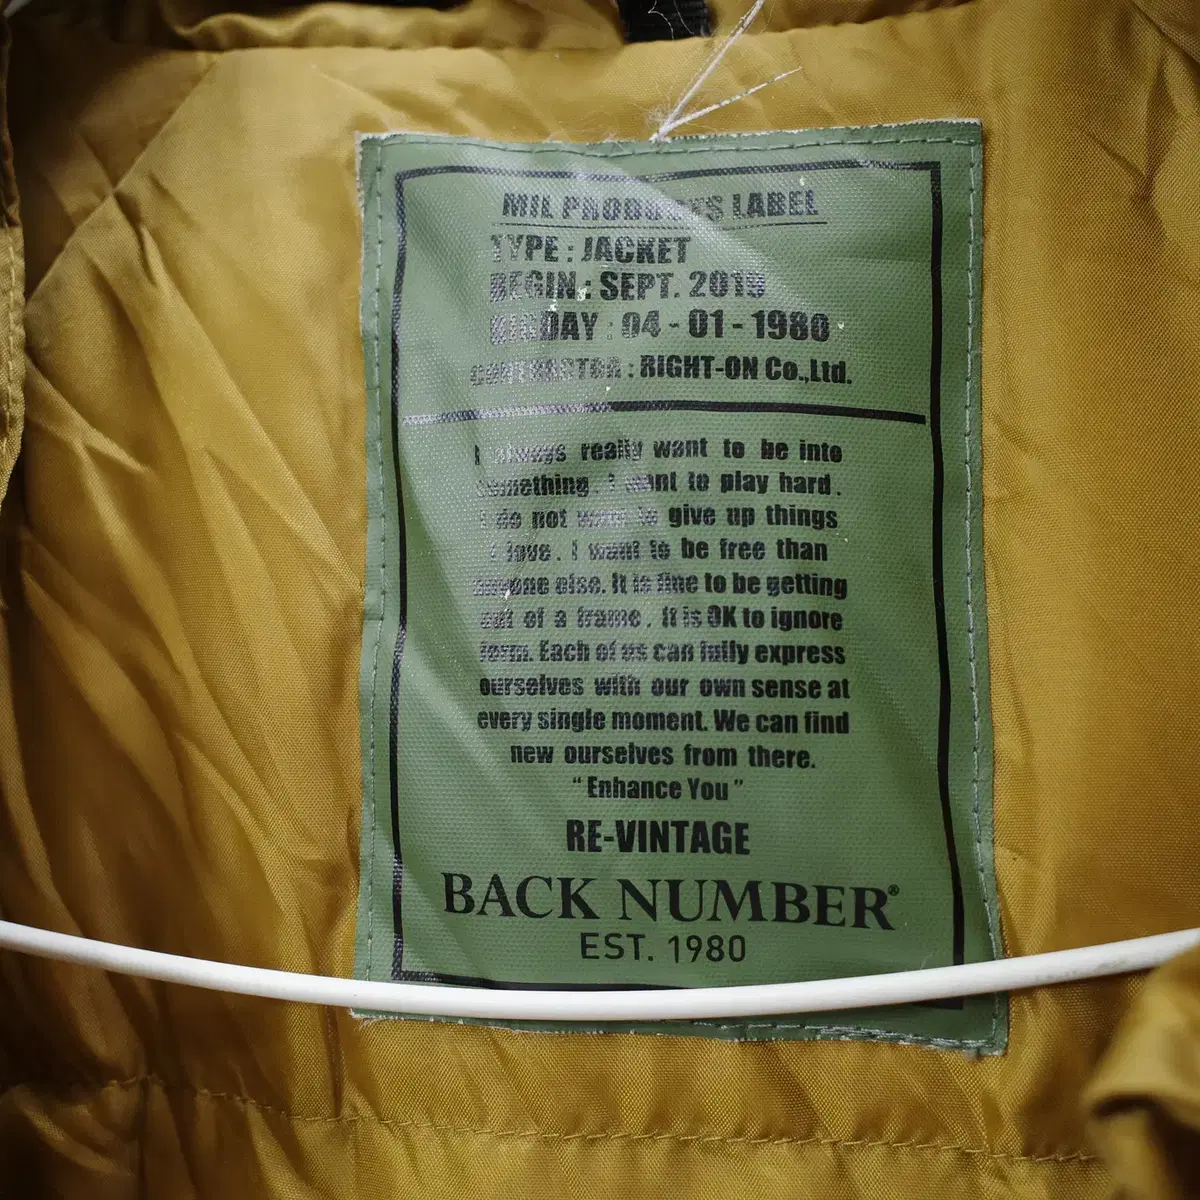 MIL PRODUCTS LABEL
TYPE : JACKET
BEGIN : SEPT. 2019
BIGDAY : 04 - 01 - 1980
CONTRACTOR : RIGHT-ON Co.,Ltd.
I always really want to be into
something. I want to play hard.
I do not want to give up things
I love. I want to be free than
anyone else. It is fine to be getting
out of a frame. It is OK to ignore
form. Each of us can fully express
ourselves with our own sense at
every single moment. We can find
new ourselves from there.
“Enhance You”
RE-VINTAGE
BACK NUMBER®
EST. 1980